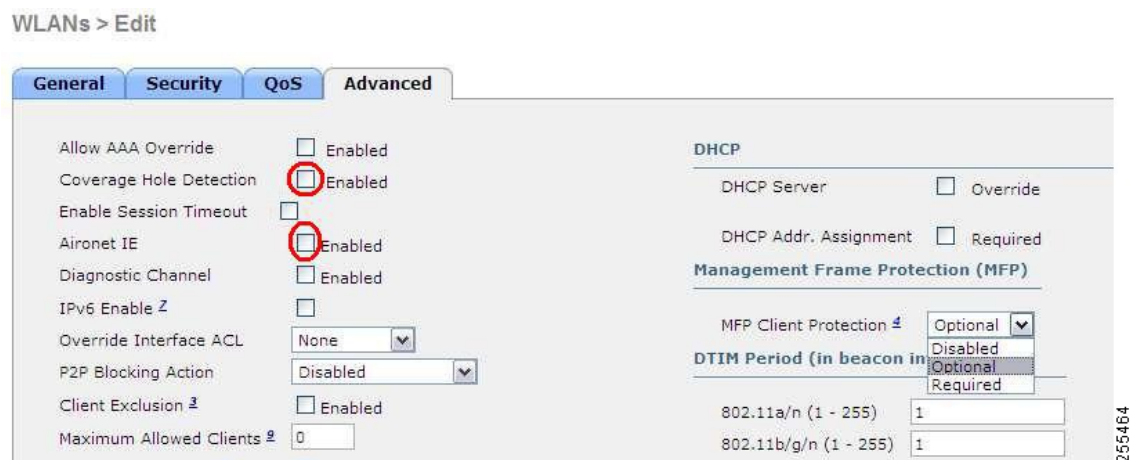 WLANs > Edit
General Security QoS Advanced
Allow AAA Override Enabled
Coverage Hole Detection Enabled
Enable Session Timeout
Aironet IE Enabled
Diagnostic Channel Enabled
IPv6 Enable 7
Override Interface ACL None
P2P Blocking Action Disabled
Client Exclusion 3 Enabled
Maximum Allowed Clients 9 0
DHCP
DHCP Server Override
DHCP Addr. Assignment Required
Management Frame Protection (MFP)
MFP Client Protection 4 Optional
Disabled
Optional
Required
DTIM Period (in beacon in
802.11a/n (1 - 255) 1
802.11b/g/n (1 - 255) 1
255464